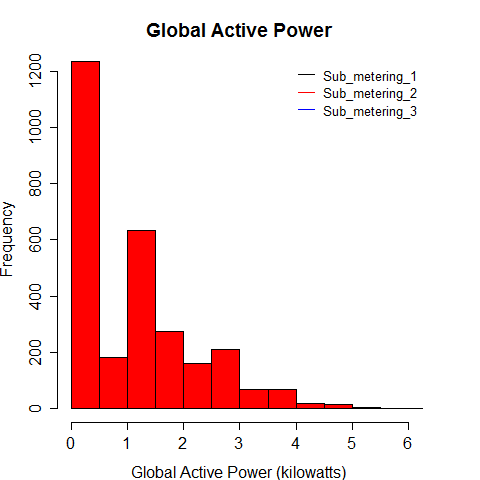 Global Active Power
Sub_metering_1
Sub_metering_2
Sub_metering_3
Frequency
1200
1000
800
600
400
200
0
0 1 2 3 4 5 6
Global Active Power (kilowatts)